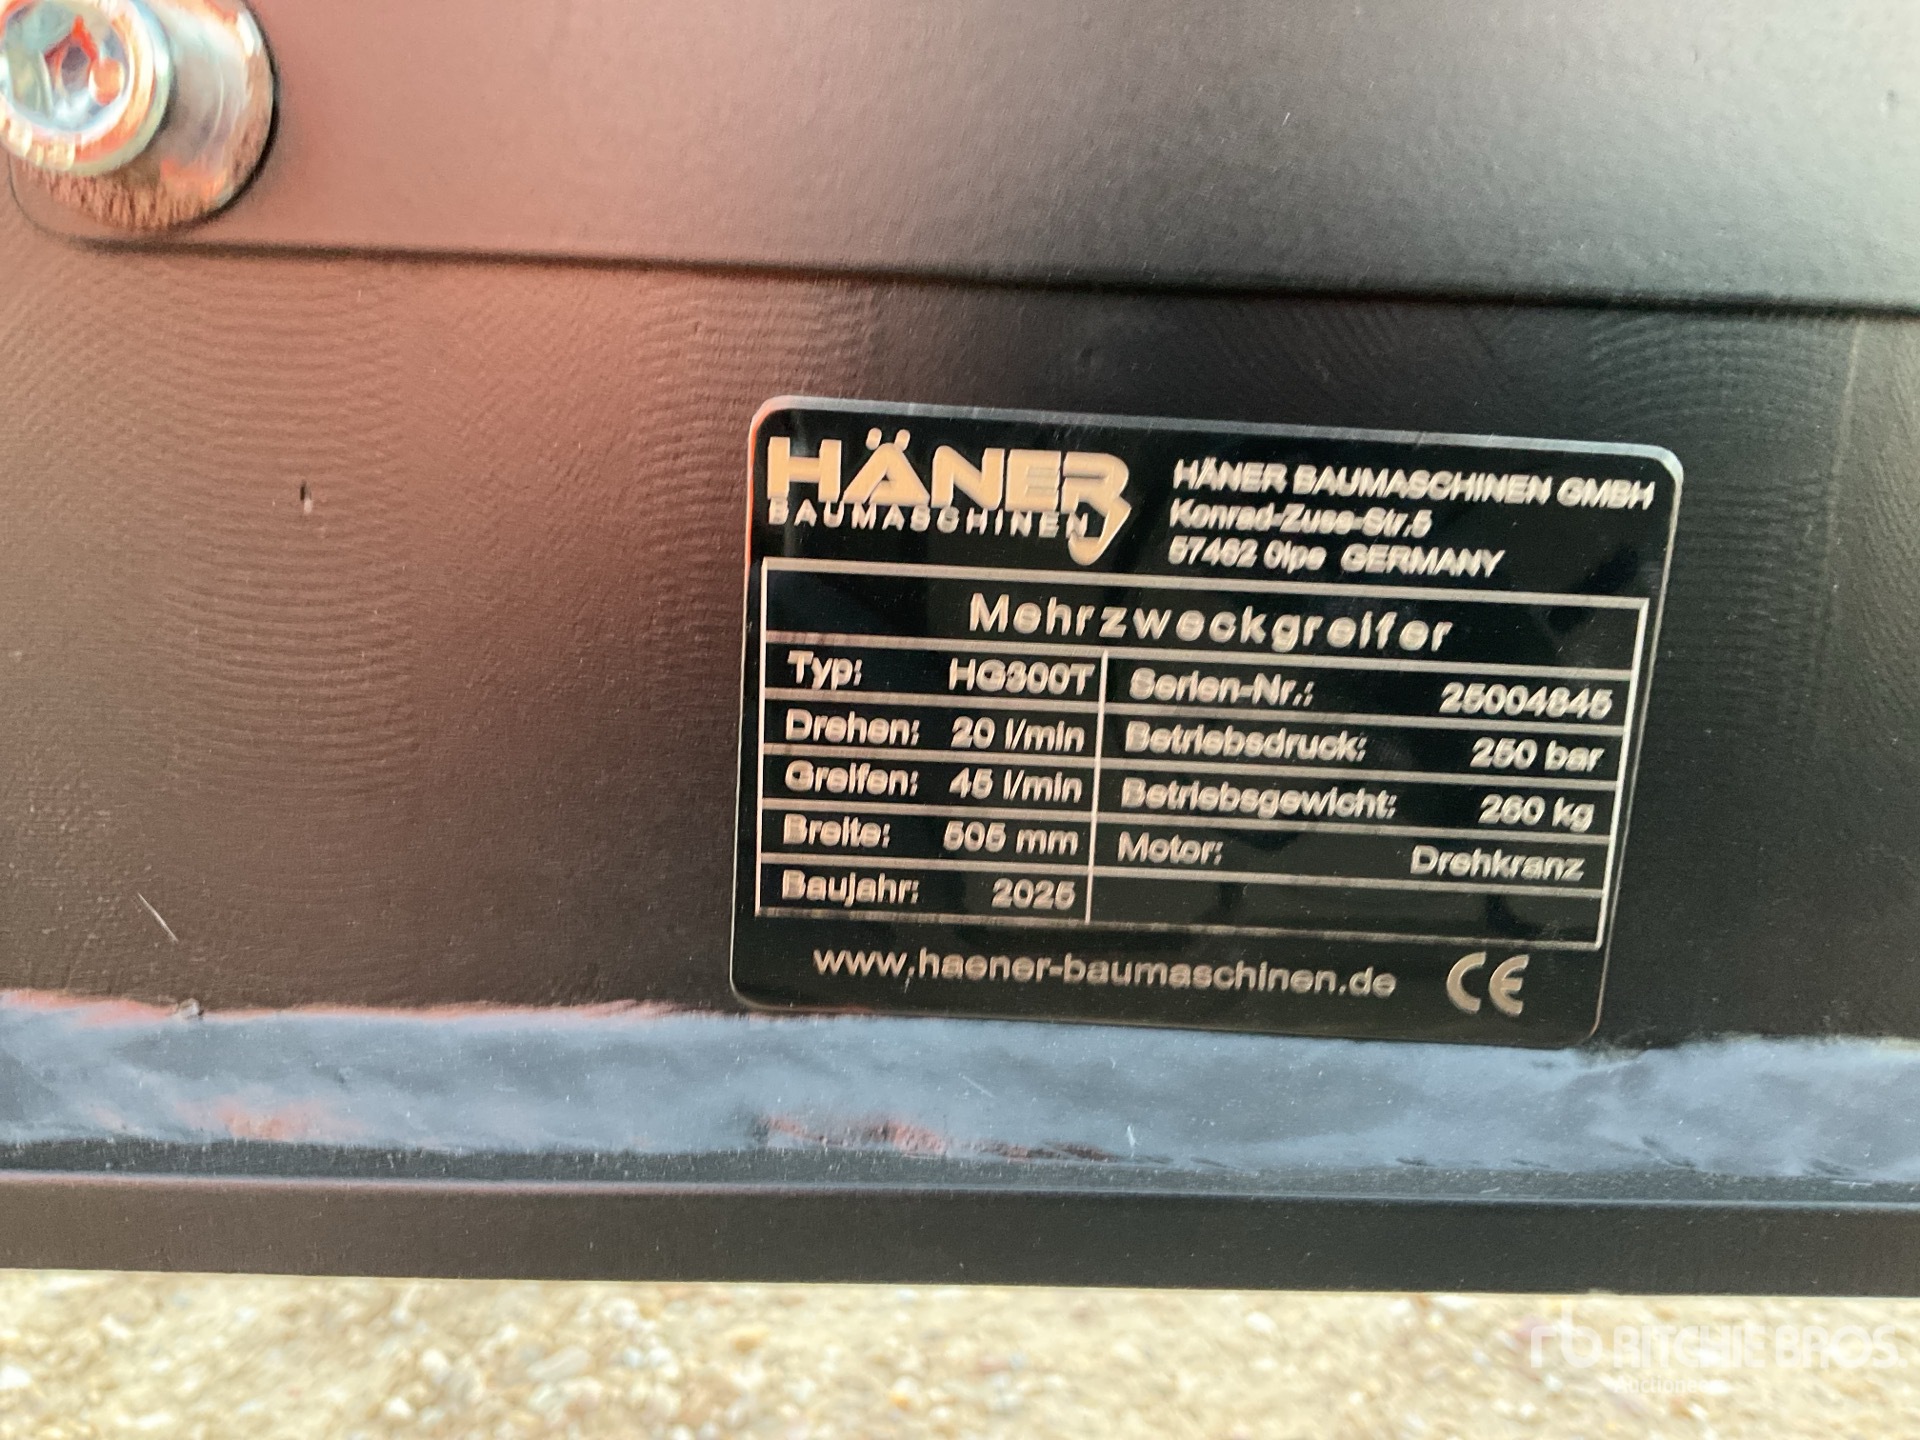 HÄNER
BAUMASCHINEN
HÄNER BAUMASCHINEN GMBH
Konrad-Zuse-Str.5
57462 Olpe GERMANY
Mehrzweckgreifer
Typ: HG300T Serien-Nr.: 25004845
Drehen: 20 l/min Betriebsdruck: 250 bar
Greifen: 45 l/min Betriebsgewicht: 260 kg
Breite: 505 mm Motor: Drehkranz
Baujahr: 2025
www.haener-baumaschinen.de CE
rb RITCHIE BROS.
Auctioneers